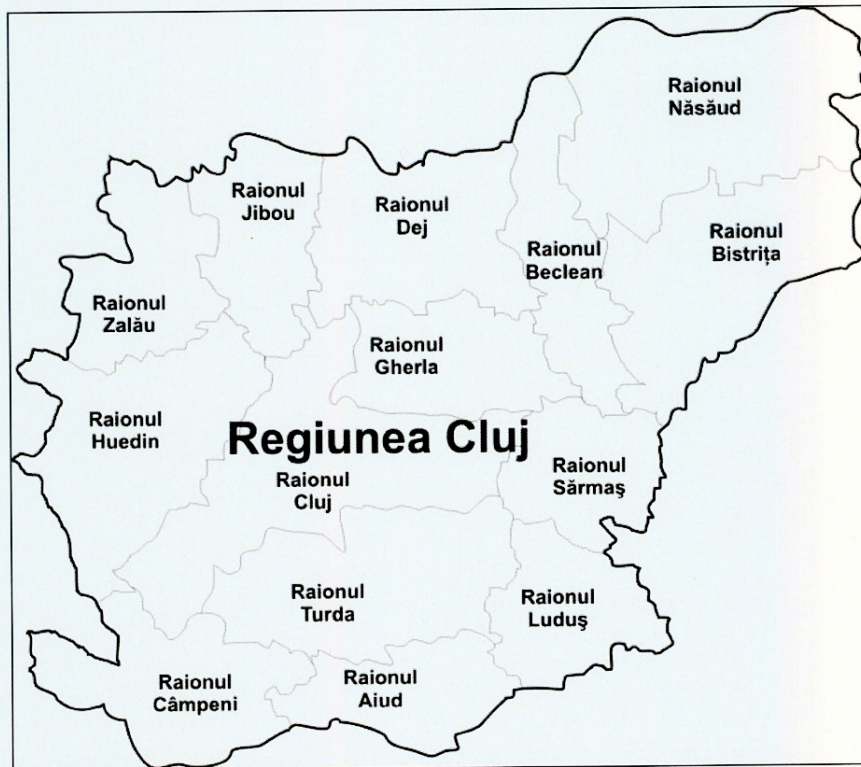 Raionul
Năsăud
Raionul
Jibou
Raionul
Dej
Raionul
Beclean
Raionul
Bistrița
Raionul
Zalău
Raionul
Gherla
Raionul
Huedin
Regiunea Cluj
Raionul
Sărmaş
Raionul
Cluj
Raionul
Turda
Raionul
Luduş
Raionul
Câmpeni
Raionul
Aiud